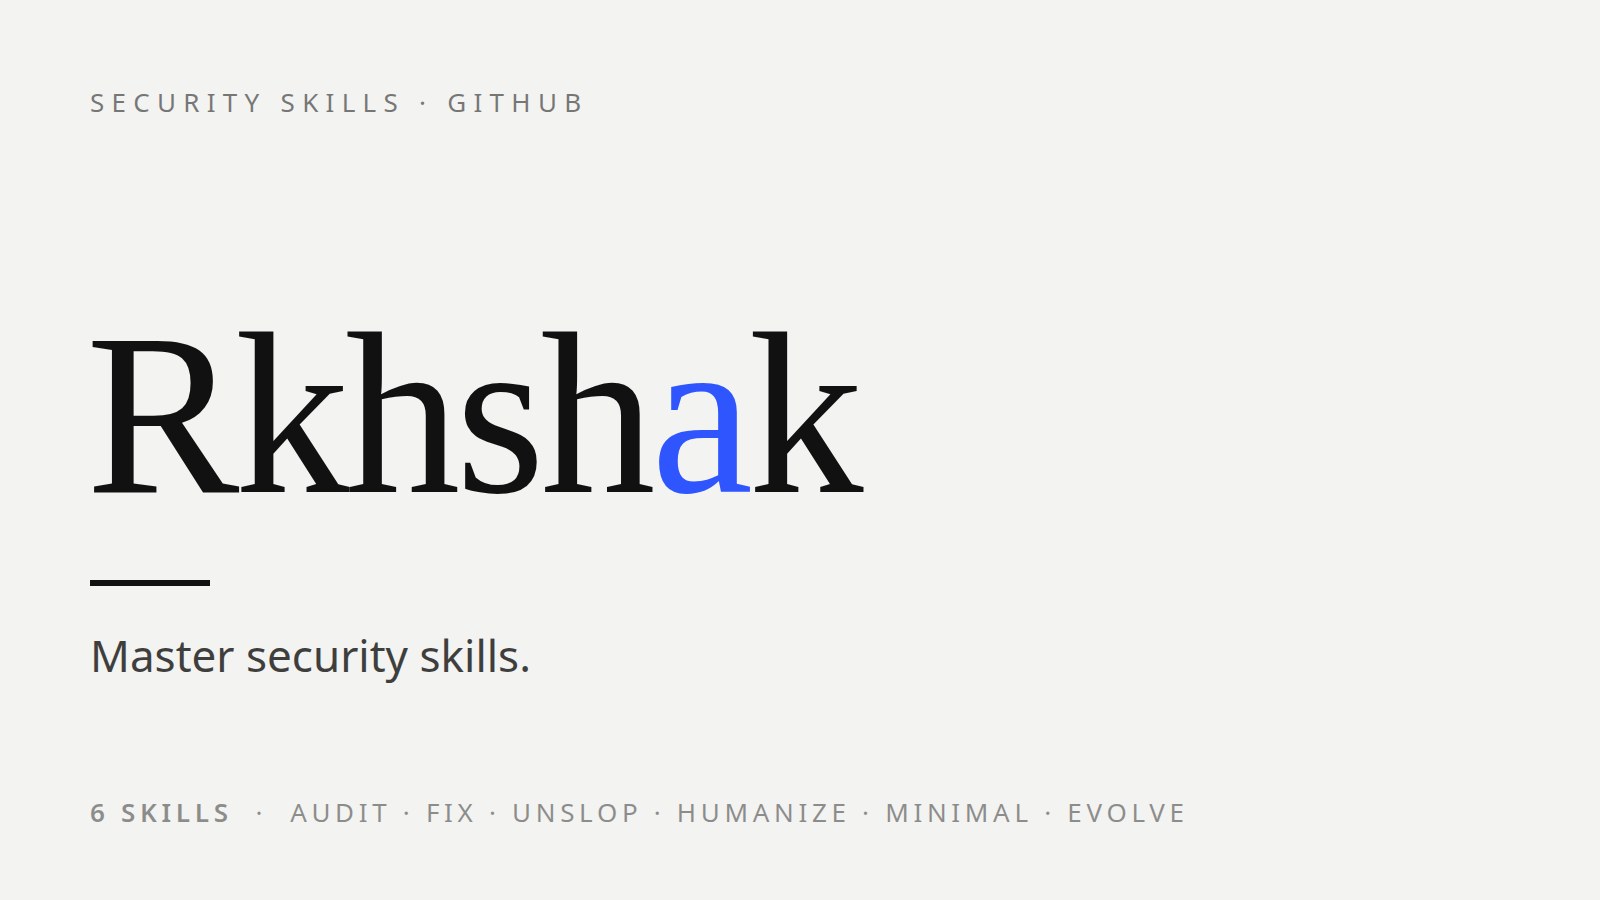 SECURITY SKILLS · GITHUB
Rkhshak
Master security skills.
6 SKILLS · AUDIT · FIX · UNSLOP · HUMANIZE · MINIMAL · EVOLVE